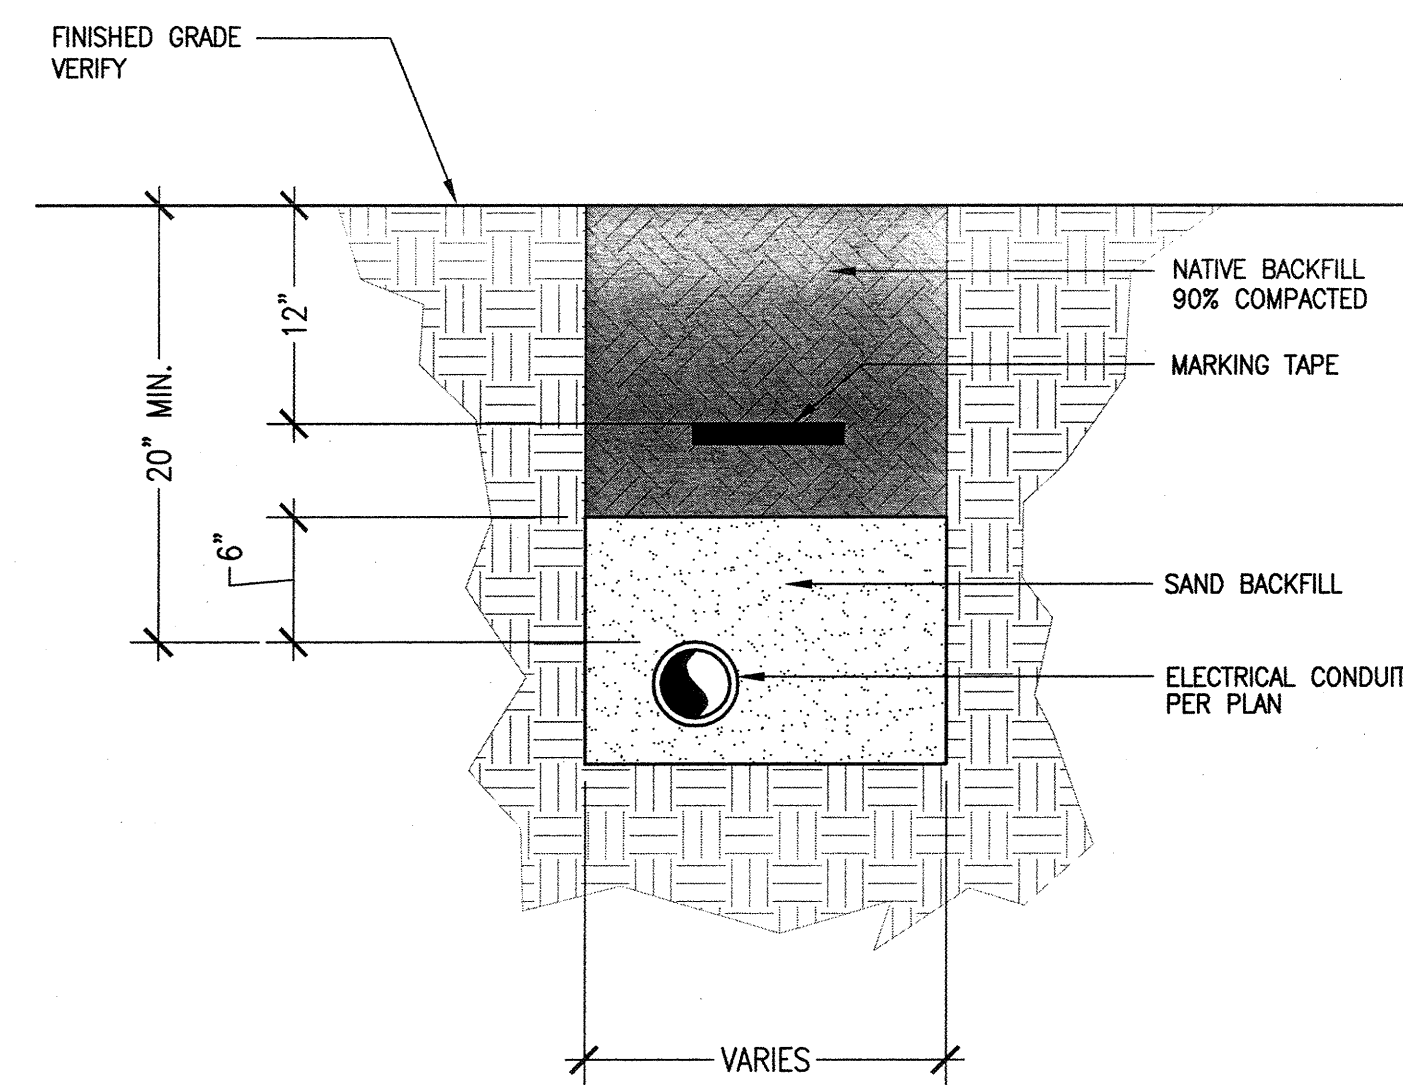 FINISHED GRADE
VERIFY
NATIVE BACKFILL
90% COMPACTED
12"
MARKING TAPE
20" MIN.
6"
SAND BACKFILL
ELECTRICAL CONDUIT
PER PLAN
VARIES